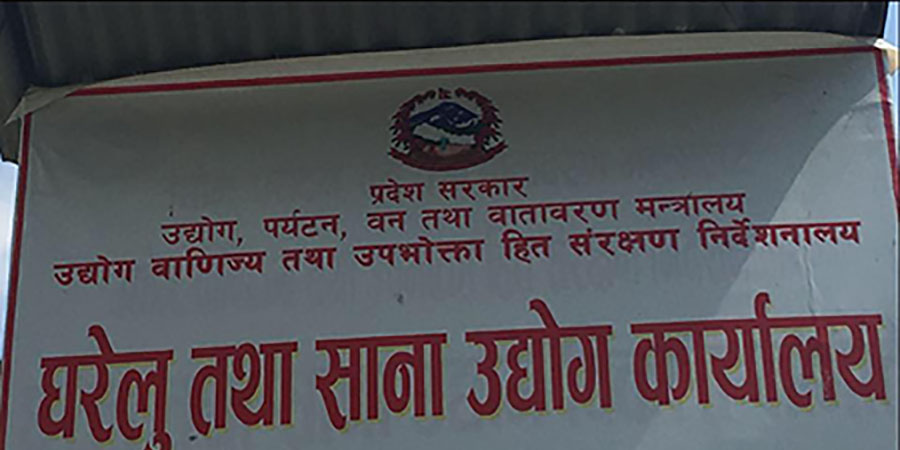 प्रदेश सरकार
उद्योग, पर्यटन, वन तथा वातावरण मन्त्रालय
उद्योग वाणिज्य तथा उपभोक्ता हित संरक्षण निर्देशनालय
घरेलु तथा साना उद्योग कार्यालय